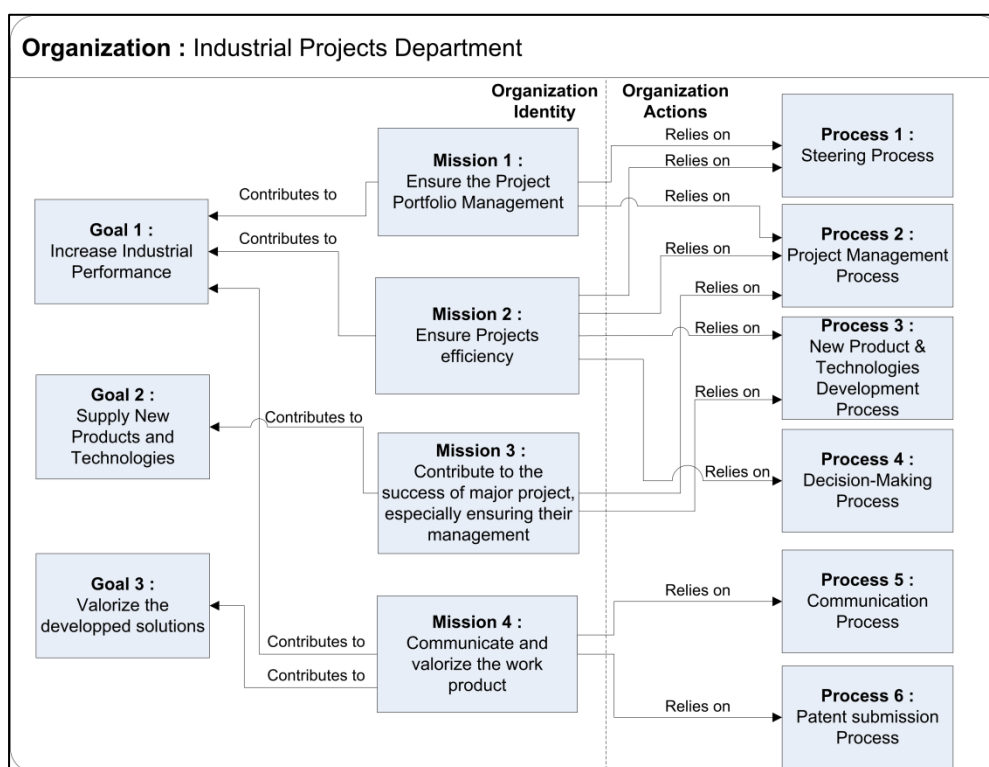 Organization : Industrial Projects Department
Organization
Identity
Organization
Actions
Goal 1 :
Increase Industrial
Performance
Goal 2 :
Supply New
Products and
Technologies
Goal 3 :
Valorize the
developped solutions
Contributes to
Contributes to
Contributes to
Contributes to
Contributes to
Mission 1 :
Ensure the Project
Portfolio Management
Mission 2 :
Ensure Projects
efficiency
Mission 3 :
Contribute to the
success of major project,
especially ensuring their
management
Mission 4 :
Communicate and
valorize the work
product
Relies on
Relies on
Relies on
Relies on
Relies on
Relies on
Relies on
Relies on
Relies on
Relies on
Process 1 :
Steering Process
Process 2 :
Project Management
Process
Process 3 :
New Product &
Technologies
Development
Process
Process 4 :
Decision-Making
Process
Process 5 :
Communication
Process
Process 6 :
Patent submission
Process